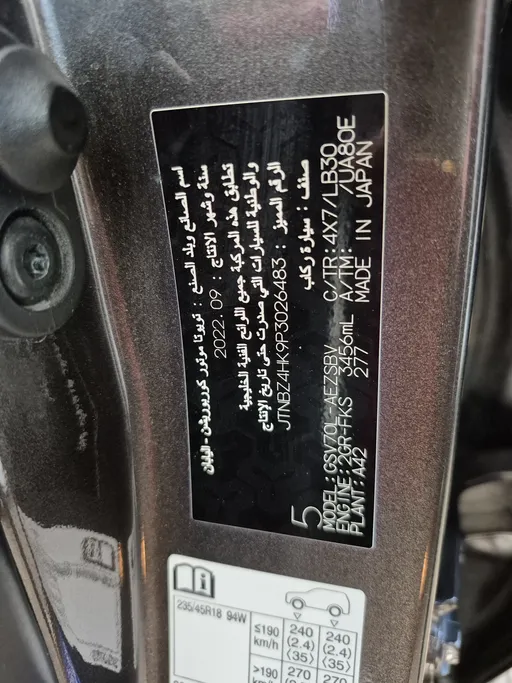 اسم الصانع وبلد الصنع : تويوتا موتور كوربوريشن - اليابان
سنة وشهر الإنتاج : 2022.09
تطابق هذه المركبة جميع اللوائح الفنية الخليجية
والوطنية للسيارات التي صدرت حتى تاريخ الإنتاج
الرقم المميز : JTNBZ4HK9P3026483
صنف : سيارة ركاب
5
MODEL:GSV70L-AEZSBV C/TR:4X7/LB30
ENGINE:2GR-FKS 3456mL A/TM: /UA80E
PLANT:A42 277 MADE IN JAPAN
235/45R18 94W
≤190 km/h
240 (2.4) ⟨35⟩
240 (2.4) ⟨35⟩
>190 km/h
270
270